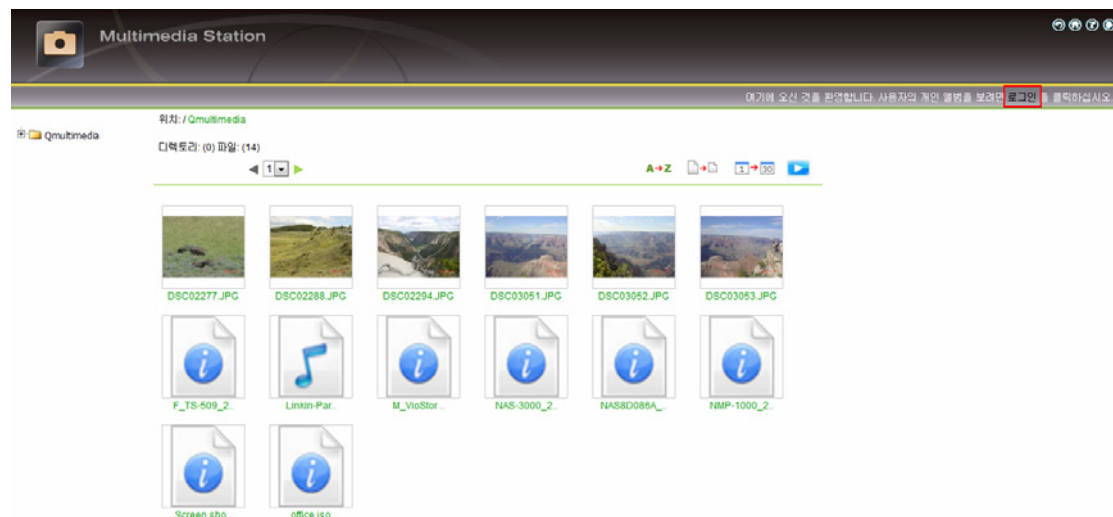 Multimedia Station
여기에 오신 것을 환영합니다. 사용자의 개인 앨범을 보려면 로그인 를 클릭하십시오.
Qmultimedia
위치: / Qmultimedia
디렉토리: (0) 파일: (14)
1
A→Z
1 → 30
DSC02277.JPG
DSC02288.JPG
DSC02294.JPG
DSC03051.JPG
DSC03052.JPG
DSC03053.JPG
F_TS-509_2..
Linkin-Par..
M_VioStor ..
NAS-3000_2..
NAS8D086A_..
NMP-1000_2..
Screen sho..
office.iso